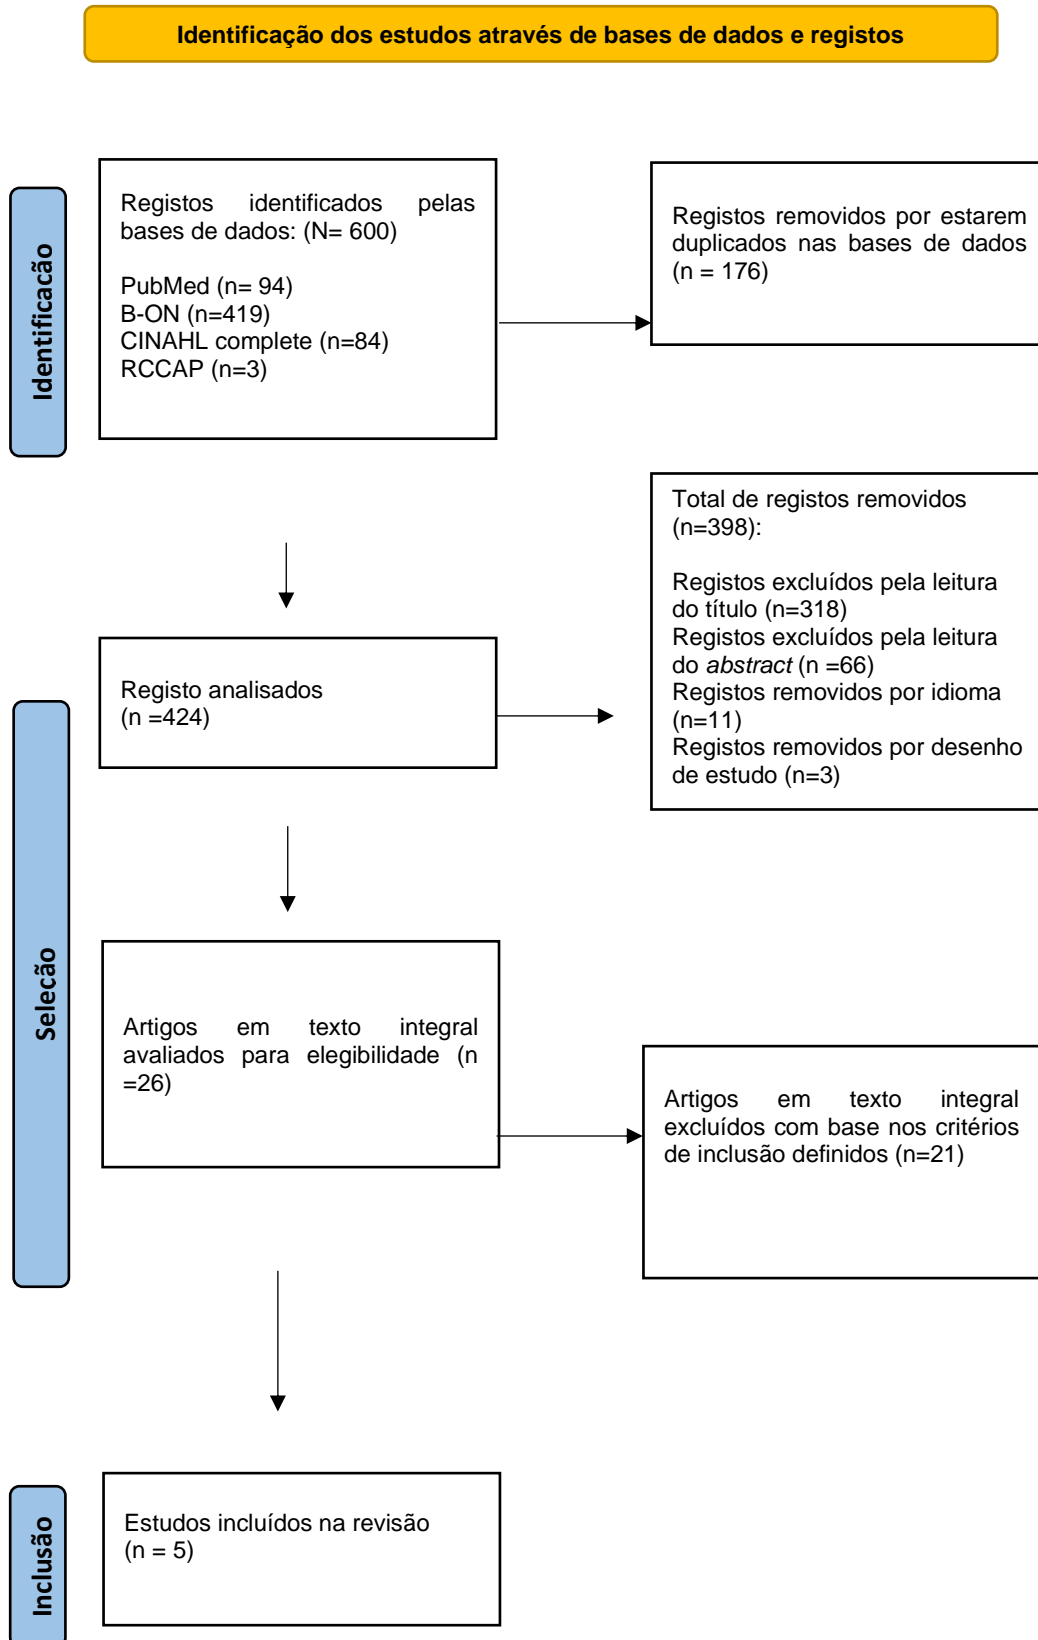 Identificação dos estudos através de bases de dados e registos
Identificação
Registos identificados pelas
bases de dados: (N= 600)
PubMed (n= 94)
B-ON (n=419)
CINAHL complete (n=84)
RCCAP (n=3)
Registos removidos por estarem
duplicados nas bases de dados
(n = 176)
Seleção
Registo analisados
(n =424)
Total de registos removidos
(n=398):
Registos excluídos pela leitura
do título (n=318)
Registos excluídos pela leitura
do abstract (n =66)
Registos removidos por idioma
(n=11)
Registos removidos por desenho
de estudo (n=3)
Artigos em texto integral
avaliados para elegibilidade (n
=26)
Artigos em texto integral
excluídos com base nos critérios
de inclusão definidos (n=21)
Inclusão
Estudos incluídos na revisão
(n = 5)